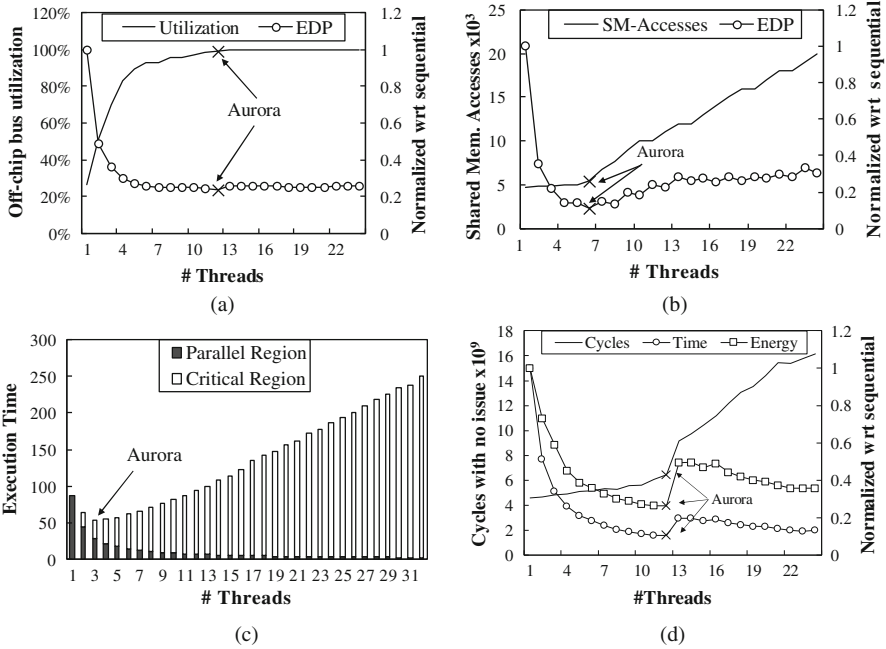 Utilization EDP
120%
100%
80%
60%
40%
20%
0%
Off-chip bus utilization
1.2
1
0.8
0.6
0.4
0.2
0
Normalized wrt sequential
Aurora
1 4 7 10 13 16 19 22
# Threads
(a)
SM-Accesses EDP
25
20
15
10
5
0
Shared Mem. Accesses x10³
1.2
1
0.8
0.6
0.4
0.2
0
Normalized wrt sequential
Aurora
1 4 7 10 13 16 19 22
# Threads
(b)
Parallel Region
Critical Region
300
250
200
150
100
50
0
Execution Time
Aurora
1 3 5 7 9 11 13 15 17 19 21 23 25 27 29 31
# Threads
(c)
Cycles Time Energy
18
16
14
12
10
8
6
4
2
0
Cycles with no issue x10⁹
1.2
1
0.8
0.6
0.4
0.2
0
Normalized wrt sequential
Aurora
1 4 7 10 13 16 19 22
#Threads
(d)